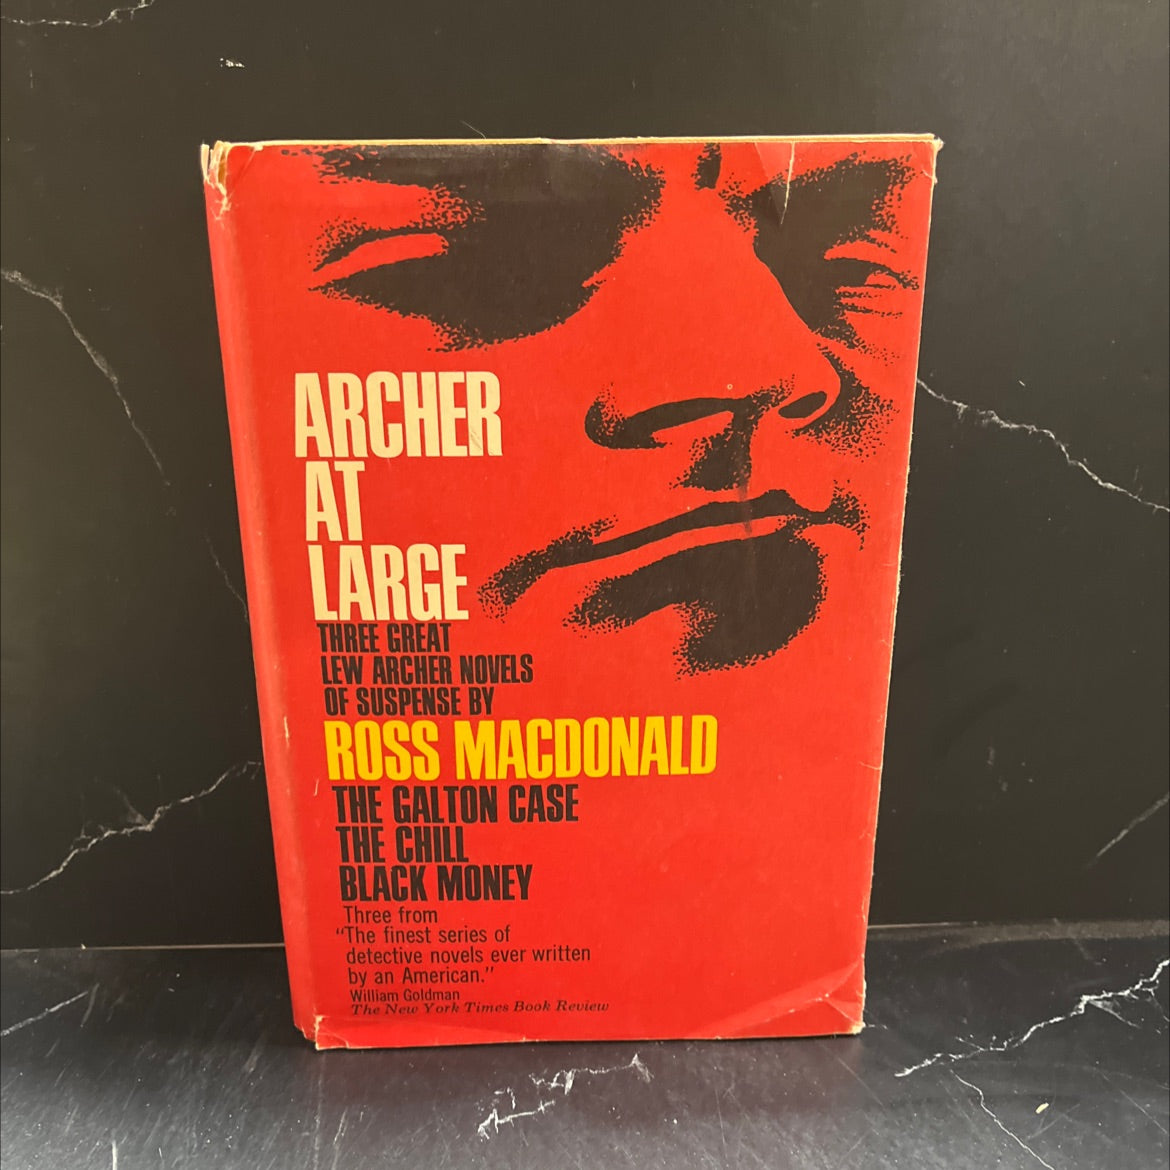 ARCHER
AT
LARGE
THREE GREAT
LEW ARCHER NOVELS
OF SUSPENSE BY
ROSS MACDONALD
THE GALTON CASE
THE CHILL
BLACK MONEY
Three from
“The finest series of
detective novels ever written
by an American.”
William Goldman
The New York Times Book Review